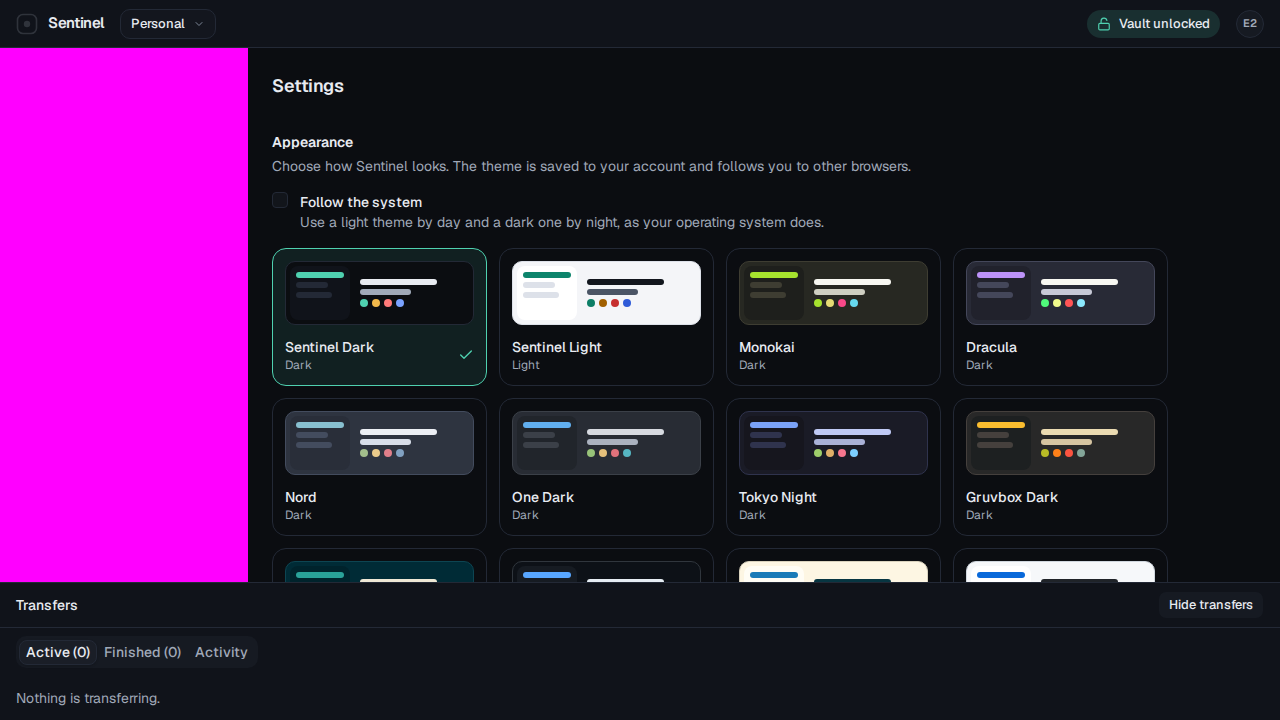 Sentinel
Personal
Vault unlocked
E2
Settings
Appearance
Choose how Sentinel looks. The theme is saved to your account and follows you to other browsers.
Follow the system
Use a light theme by day and a dark one by night, as your operating system does.
Sentinel Dark
Dark
Sentinel Light
Light
Monokai
Dark
Dracula
Dark
Nord
Dark
One Dark
Dark
Tokyo Night
Dark
Gruvbox Dark
Dark
Transfers
Hide transfers
Active (0)
Finished (0)
Activity
Nothing is transferring.